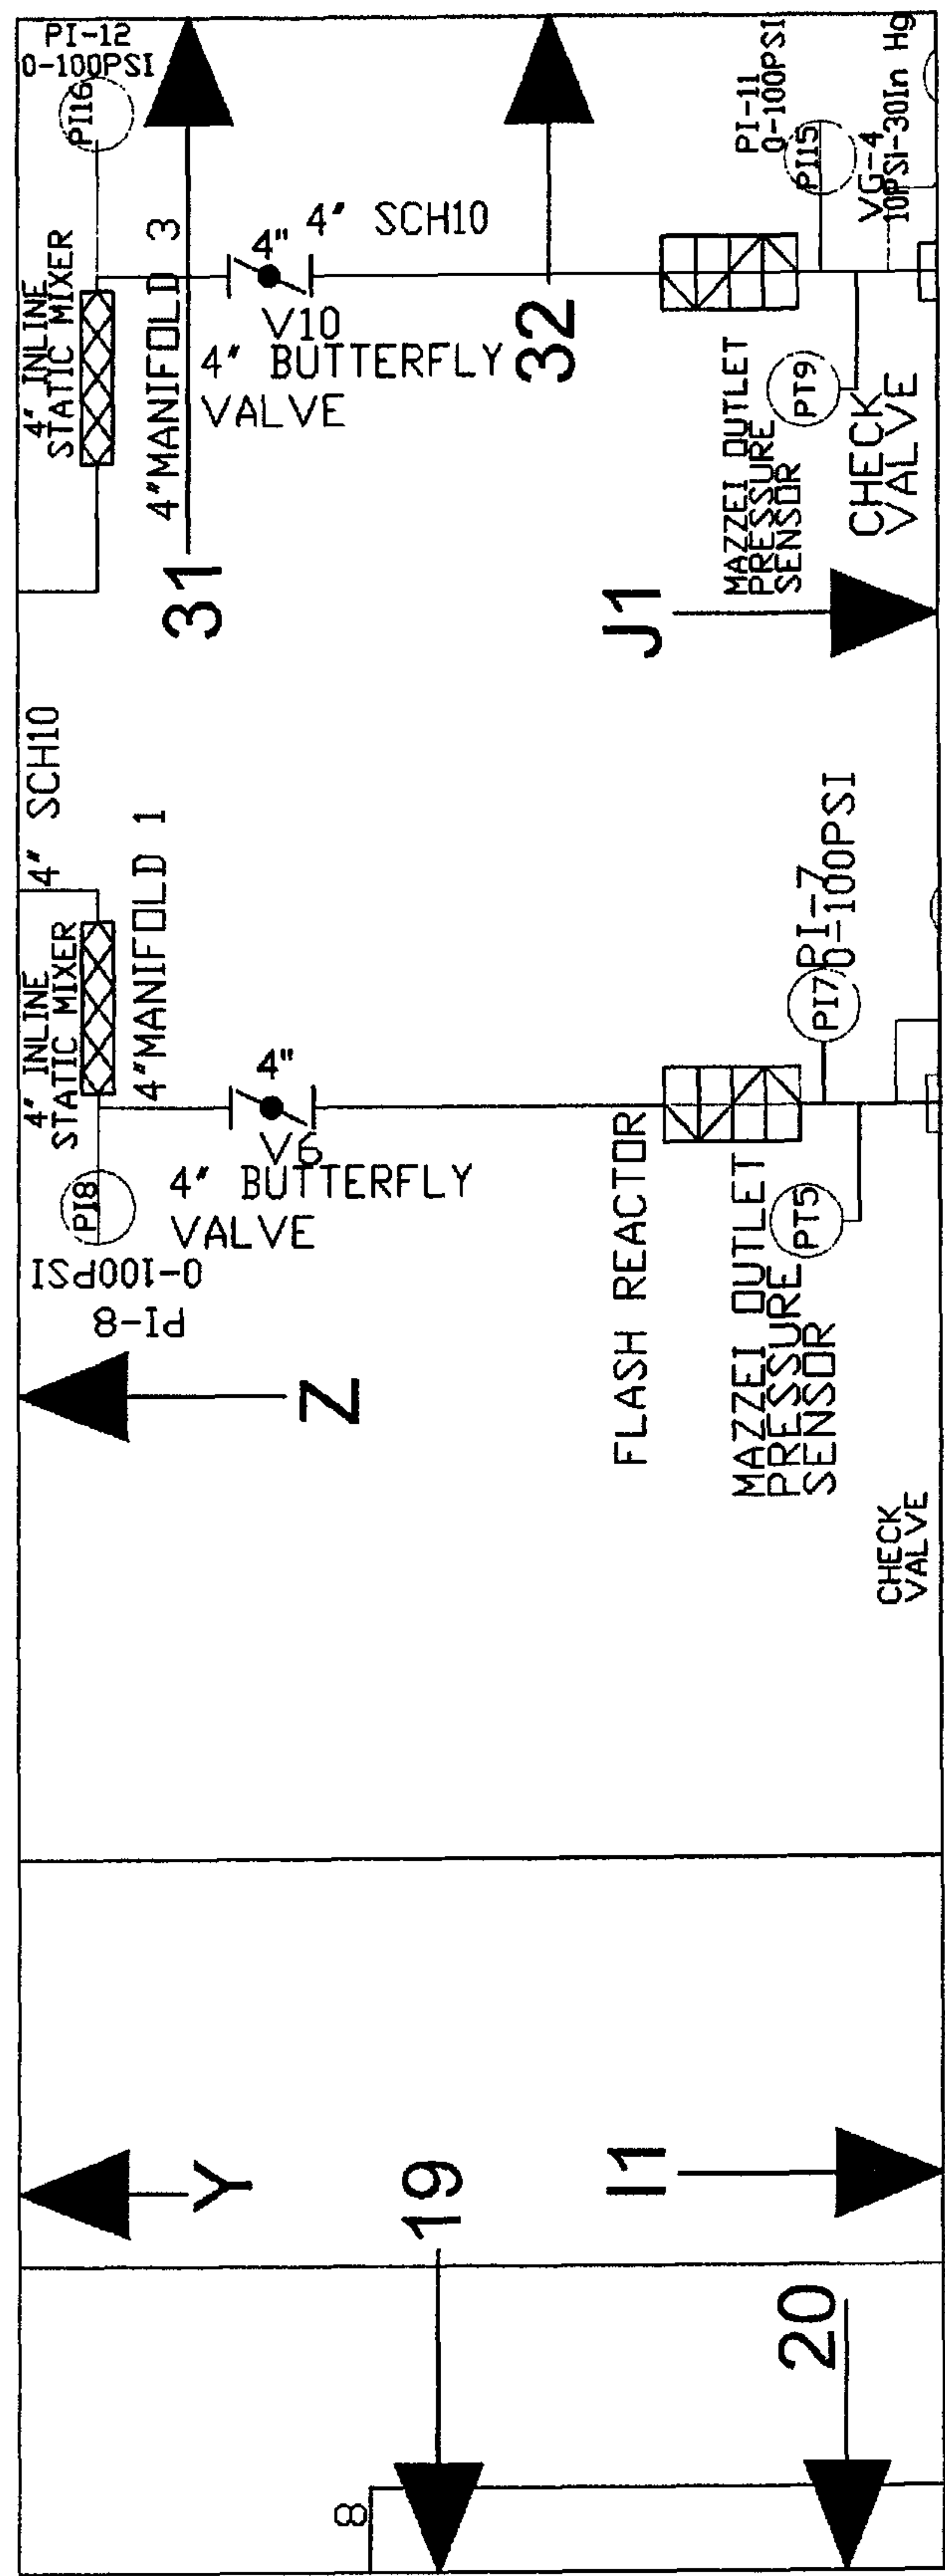 PI-12
0-100PSI
PI16
4" INLINE
STATIC MIXER
4"MANIFOLD 3
31
4"
4" SCH10
V10
4" BUTTERFLY
VALVE
32
PI-11
0-100PSI
PI15
VG-4
10PSI-30In Hg
MAZZEI OUTLET
PRESSURE
SENSOR
PT9
CHECK
VALVE
J1
4" SCH10
4" INLINE
STATIC MIXER
4"MANIFOLD 1
PI8
0-100PSI
PI-8
4"
V6
4" BUTTERFLY
VALVE
Z
FLASH REACTOR
PI-7
0-100PSI
PI7
MAZZEI OUTLET
PRESSURE
SENSOR
PT5
CHECK
VALVE
Y
19
I1
20
8